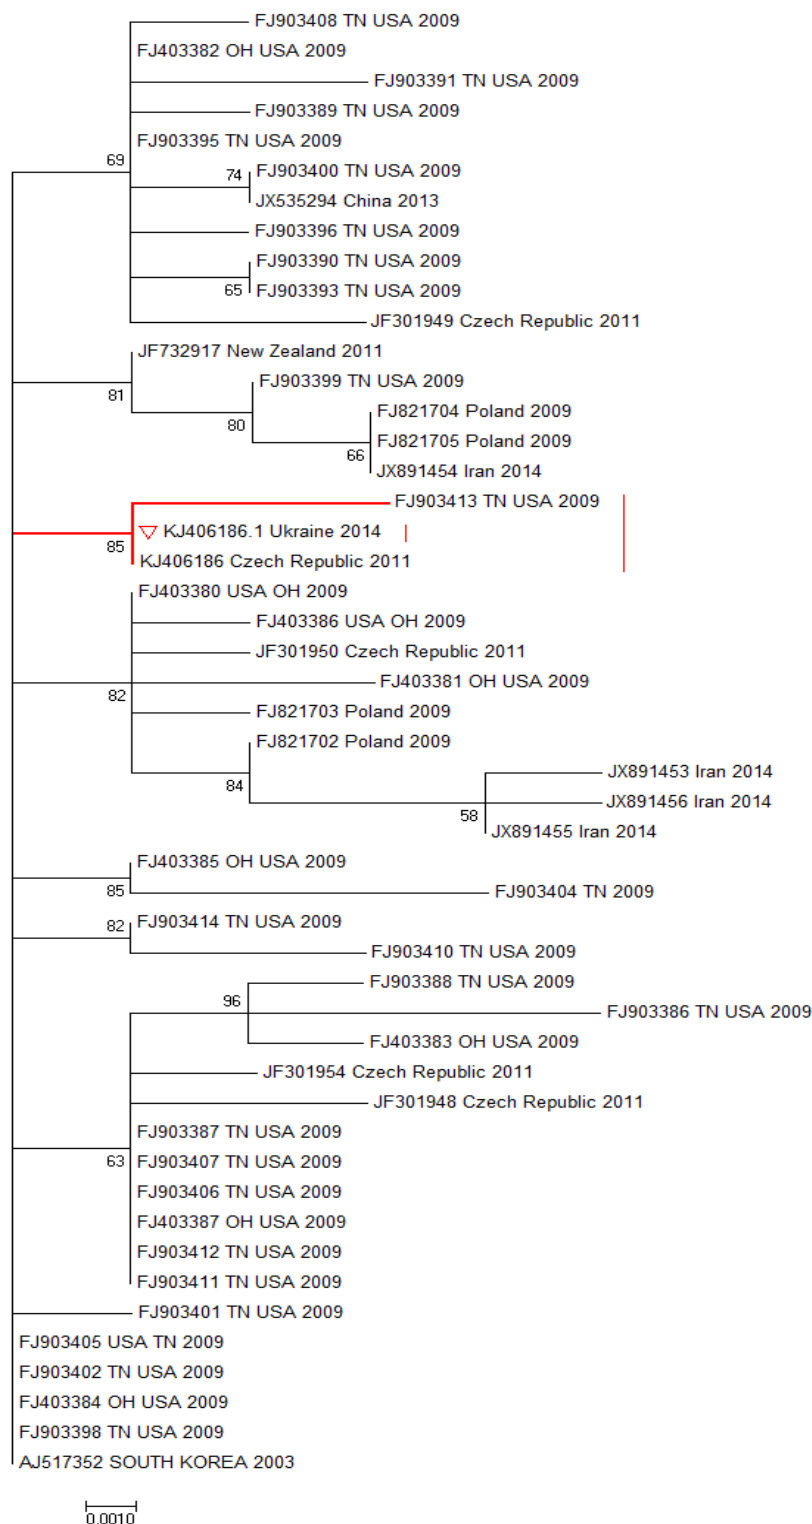 FJ903408 TN USA 2009
FJ403382 OH USA 2009
FJ903391 TN USA 2009
FJ903389 TN USA 2009
FJ903395 TN USA 2009
69
74
FJ903400 TN USA 2009
JX535294 China 2013
FJ903396 TN USA 2009
FJ903390 TN USA 2009
65
FJ903393 TN USA 2009
JF301949 Czech Republic 2011
JF732917 New Zealand 2011
81
FJ903399 TN USA 2009
80
FJ821704 Poland 2009
FJ821705 Poland 2009
66
JX891454 Iran 2014
FJ903413 TN USA 2009
KJ406186.1 Ukraine 2014
85
KJ406186 Czech Republic 2011
FJ403380 USA OH 2009
FJ403386 USA OH 2009
JF301950 Czech Republic 2011
FJ403381 OH USA 2009
82
FJ821703 Poland 2009
FJ821702 Poland 2009
84
JX891453 Iran 2014
JX891456 Iran 2014
58
JX891455 Iran 2014
FJ403385 OH USA 2009
85
FJ903404 TN 2009
82
FJ903414 TN USA 2009
FJ903410 TN USA 2009
FJ903388 TN USA 2009
96
FJ903386 TN USA 2009
FJ403383 OH USA 2009
JF301954 Czech Republic 2011
JF301948 Czech Republic 2011
FJ903387 TN USA 2009
63
FJ903407 TN USA 2009
FJ903406 TN USA 2009
FJ403387 OH USA 2009
FJ903412 TN USA 2009
FJ903411 TN USA 2009
FJ903401 TN USA 2009
FJ903405 USA TN 2009
FJ903402 TN USA 2009
FJ403384 OH USA 2009
FJ903398 TN USA 2009
AJ517352 SOUTH KOREA 2003
0.0010